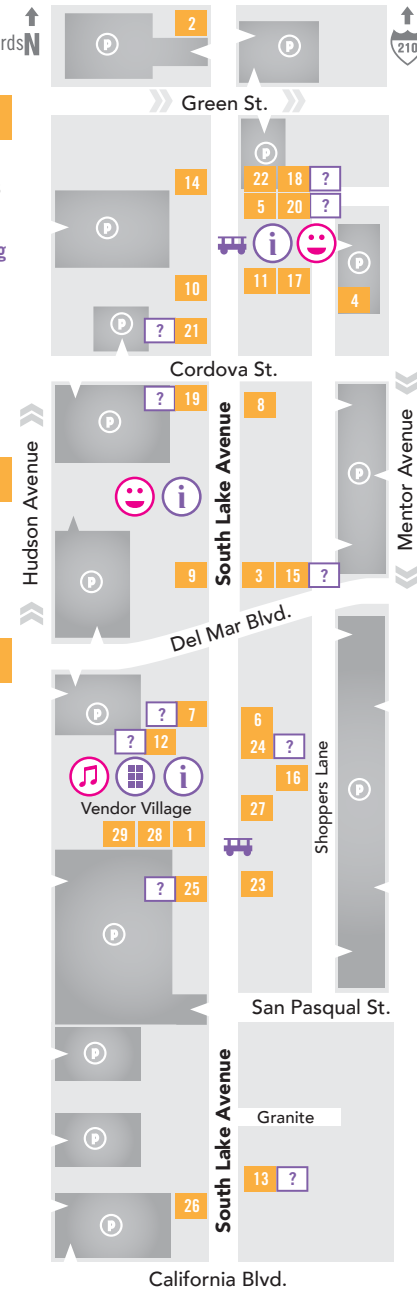 2
P
P
rds N
210
Green St.
P
14
22 18 ?
5 20 ?
P
i
P
10
11 17
4
P
? 21
Cordova St.
? 19
8
P
South Lake Avenue
Hudson Avenue
Mentor Avenue
P
i
P
9
3 15 ?
Del Mar Blvd.
P
? 7
6
? 12
24 ?
i
16
Shoppers Lane
P
Vendor Village
27
29 28 1
? 25
23
P
San Pasqual St.
P
South Lake Avenue
Granite
P
13 ?
26
P
California Blvd.
g